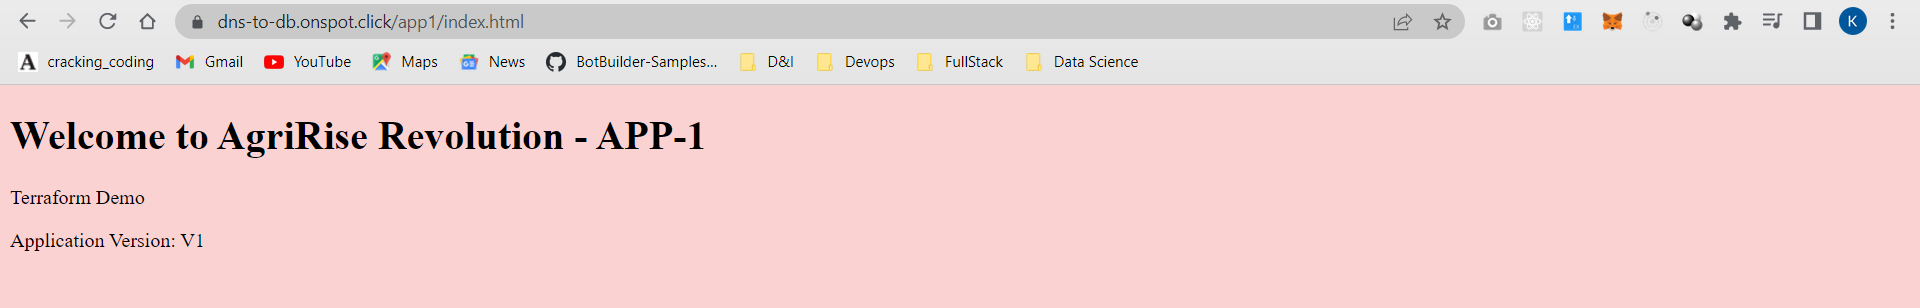 dns-to-db.onspot.click/app1/index.html
K
A cracking_coding Gmail YouTube Maps News BotBuilder-Samples... D&I Devops FullStack Data Science
Welcome to AgriRise Revolution - APP-1
Terraform Demo
Application Version: V1